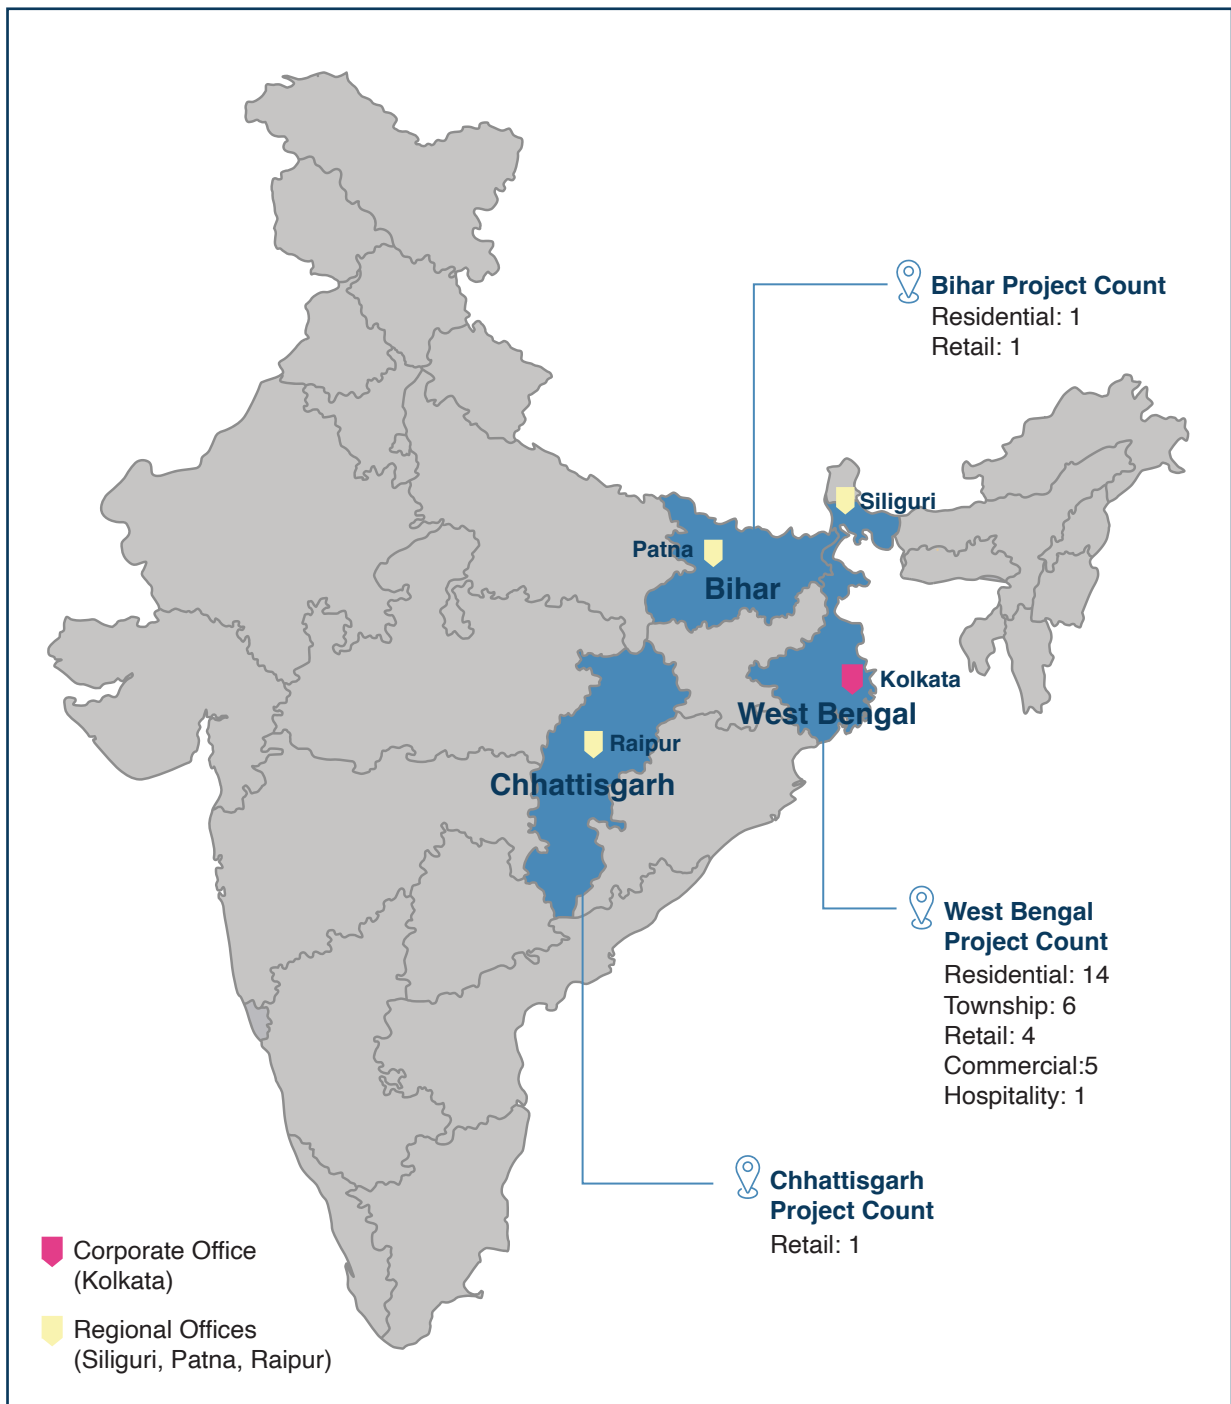 Bihar Project Count
Residential: 1
Retail: 1
Siliguri
Patna
Bihar
Kolkata
West Bengal
Raipur
Chhattisgarh
West Bengal
Project Count
Residential: 14
Township: 6
Retail: 4
Commercial:5
Hospitality: 1
Chhattisgarh
Project Count
Retail: 1
Corporate Office
(Kolkata)
Regional Offices
(Siliguri, Patna, Raipur)